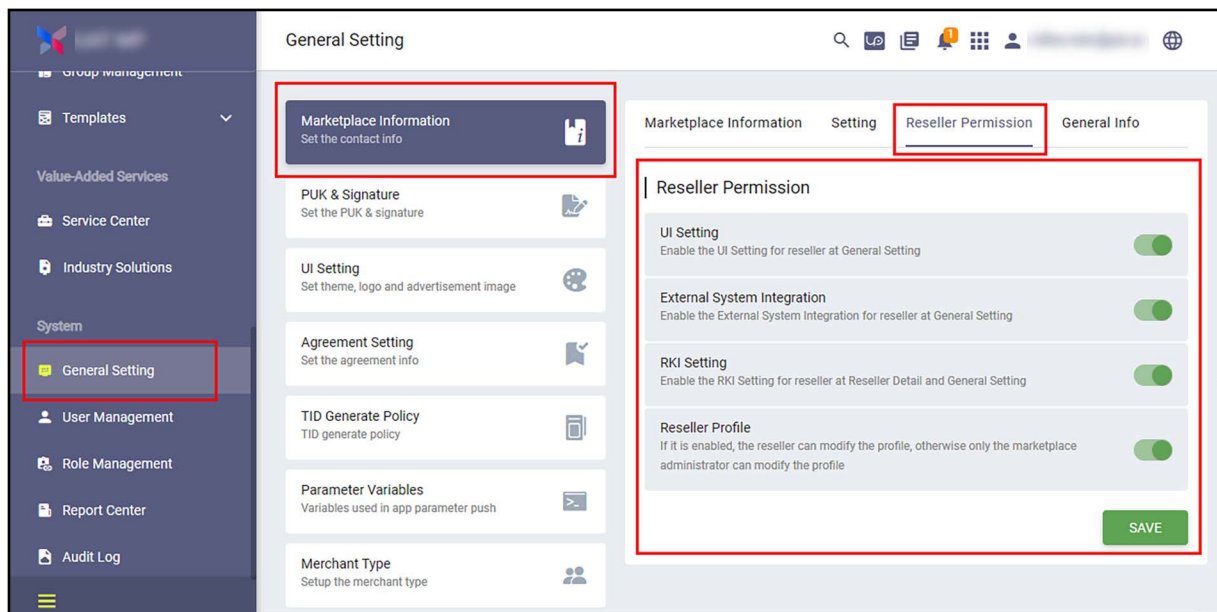 General Setting
1
Group Management
Templates
Value-Added Services
Service Center
Industry Solutions
System
General Setting
User Management
Role Management
Report Center
Audit Log
Marketplace Information
Set the contact info
PUK & Signature
Set the PUK & signature
UI Setting
Set theme, logo and advertisement image
Agreement Setting
Set the agreement info
TID Generate Policy
TID generate policy
Parameter Variables
Variables used in app parameter push
Merchant Type
Setup the merchant type
Marketplace Information Setting Reseller Permission General Info
Reseller Permission
UI Setting
Enable the UI Setting for reseller at General Setting
External System Integration
Enable the External System Integration for reseller at General Setting
RKI Setting
Enable the RKI Setting for reseller at Reseller Detail and General Setting
Reseller Profile
If it is enabled, the reseller can modify the profile, otherwise only the marketplace
administrator can modify the profile
SAVE